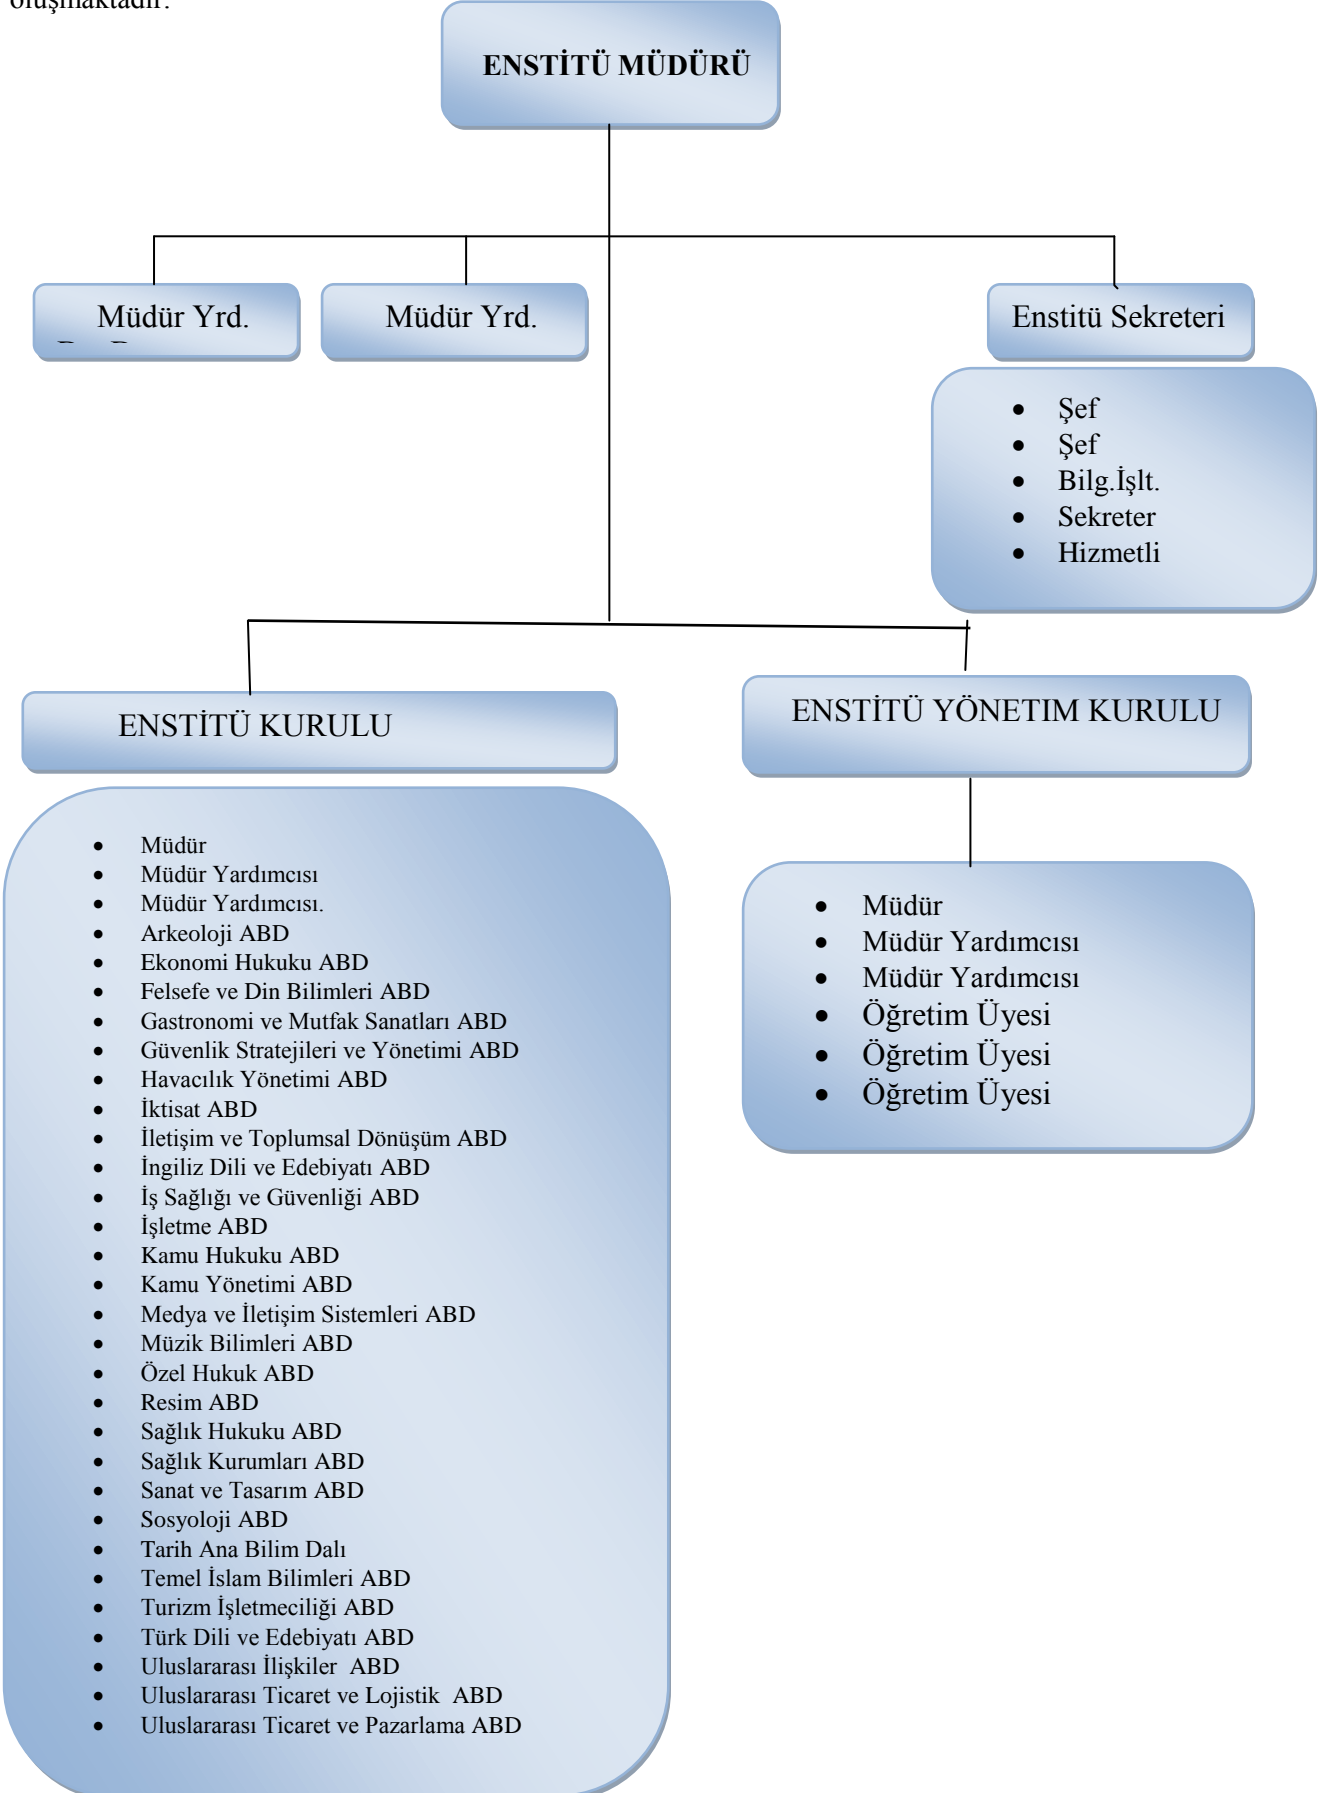 oluşmaktadır.
ENSTİTÜ MÜDÜRÜ
Müdür Yrd.
Müdür Yrd.
Enstitü Sekreteri
• Şef
• Şef
• Bilg.İşlt.
• Sekreter
• Hizmetli
ENSTİTÜ KURULU
• Müdür
• Müdür Yardımcısı
• Müdür Yardımcısı.
• Arkeoloji ABD
• Ekonomi Hukuku ABD
• Felsefe ve Din Bilimleri ABD
• Gastronomi ve Mutfak Sanatları ABD
• Güvenlik Stratejileri ve Yönetimi ABD
• Havacılık Yönetimi ABD
• İktisat ABD
• İletişim ve Toplumsal Dönüşüm ABD
• İngiliz Dili ve Edebiyatı ABD
• İş Sağlığı ve Güvenliği ABD
• İşletme ABD
• Kamu Hukuku ABD
• Kamu Yönetimi ABD
• Medya ve İletişim Sistemleri ABD
• Müzik Bilimleri ABD
• Özel Hukuk ABD
• Resim ABD
• Sağlık Hukuku ABD
• Sağlık Kurumları ABD
• Sanat ve Tasarım ABD
• Sosyoloji ABD
• Tarih Ana Bilim Dalı
• Temel İslam Bilimleri ABD
• Turizm İşletmeciliği ABD
• Türk Dili ve Edebiyatı ABD
• Uluslararası İlişkiler ABD
• Uluslararası Ticaret ve Lojistik ABD
• Uluslararası Ticaret ve Pazarlama ABD
ENSTİTÜ YÖNETIM KURULU
• Müdür
• Müdür Yardımcısı
• Müdür Yardımcısı
• Öğretim Üyesi
• Öğretim Üyesi
• Öğretim Üyesi